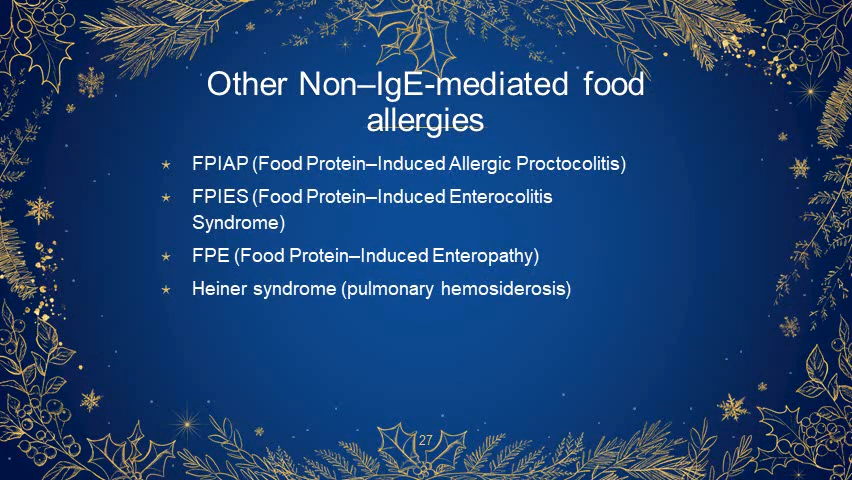 Other Non–IgE-mediated food
allergies
FPIAP (Food Protein–Induced Allergic Proctocolitis)
FPIES (Food Protein–Induced Enterocolitis
Syndrome)
FPE (Food Protein–Induced Enteropathy)
Heiner syndrome (pulmonary hemosiderosis)
27